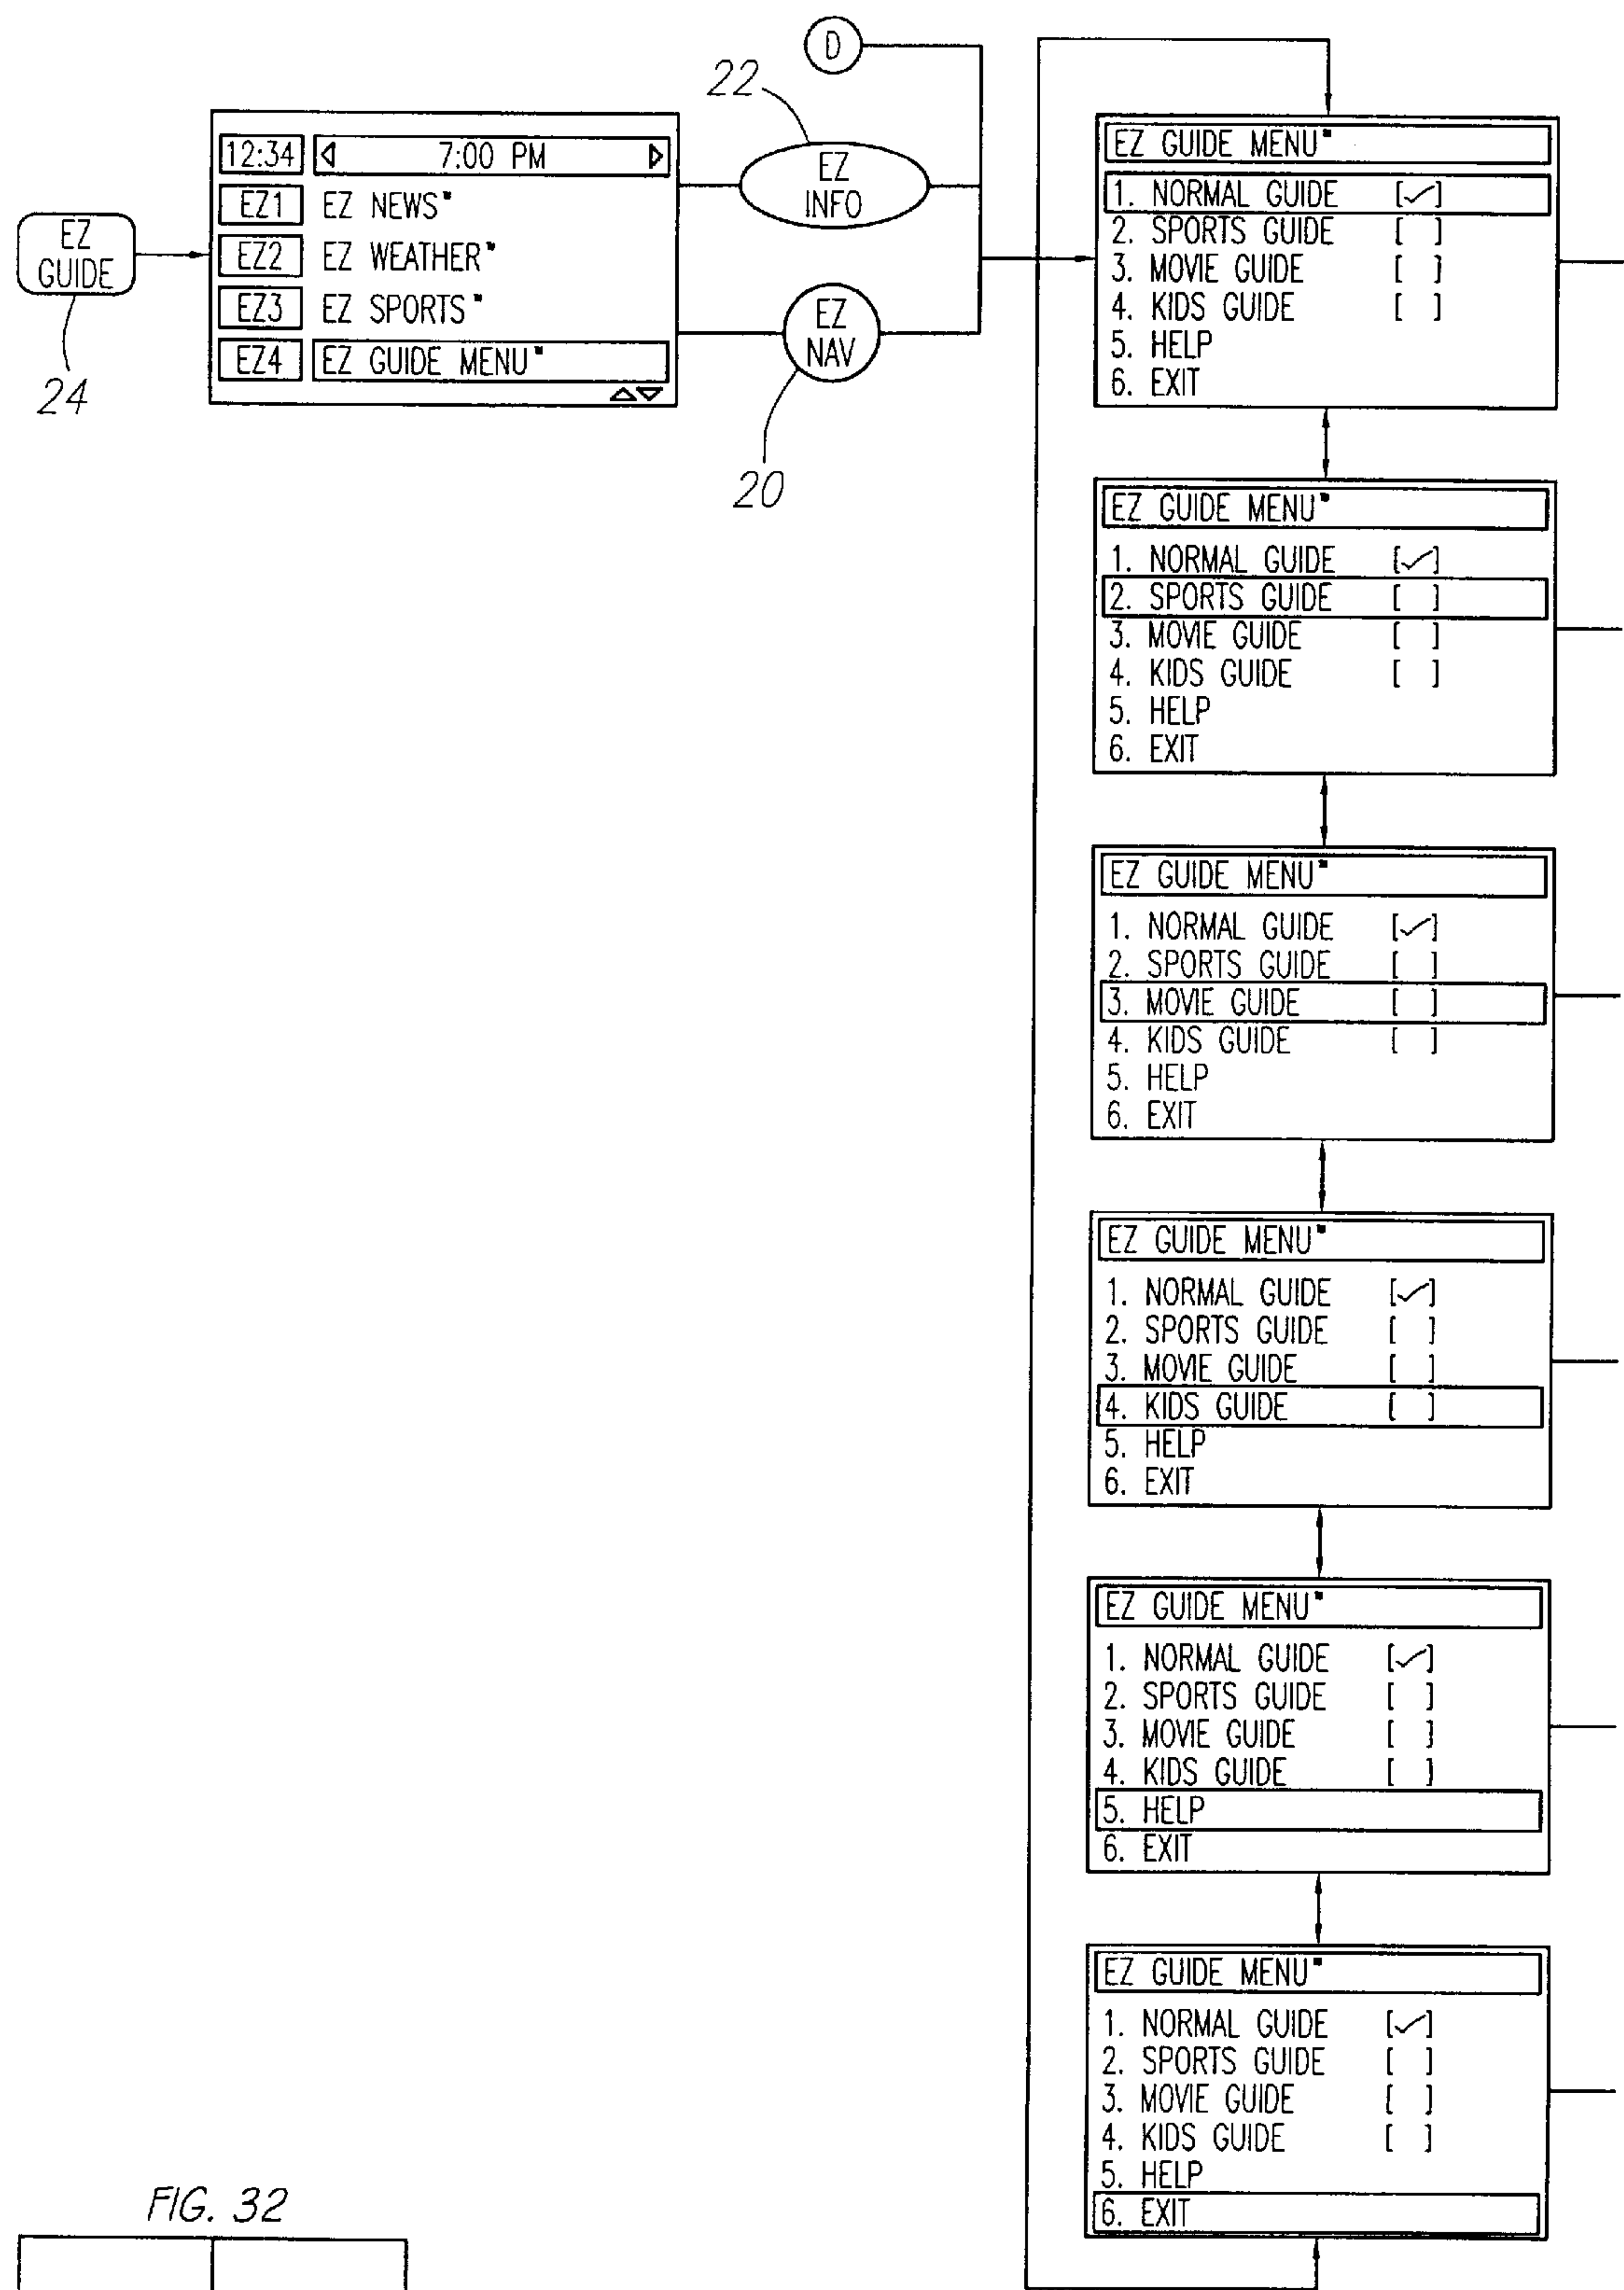 D
22
12:34 7:00 PM
EZ1 EZ NEWS
EZ2 EZ WEATHER
EZ3 EZ SPORTS
EZ4 EZ GUIDE MENU
EZ
GUIDE
24
EZ
INFO
EZ
NAV
20
EZ GUIDE MENU
1. NORMAL GUIDE [✓]
2. SPORTS GUIDE [ ]
3. MOVIE GUIDE [ ]
4. KIDS GUIDE [ ]
5. HELP
6. EXIT
EZ GUIDE MENU
1. NORMAL GUIDE [✓]
2. SPORTS GUIDE [ ]
3. MOVIE GUIDE [ ]
4. KIDS GUIDE [ ]
5. HELP
6. EXIT
EZ GUIDE MENU
1. NORMAL GUIDE [✓]
2. SPORTS GUIDE [ ]
3. MOVIE GUIDE [ ]
4. KIDS GUIDE [ ]
5. HELP
6. EXIT
EZ GUIDE MENU
1. NORMAL GUIDE [✓]
2. SPORTS GUIDE [ ]
3. MOVIE GUIDE [ ]
4. KIDS GUIDE [ ]
5. HELP
6. EXIT
EZ GUIDE MENU
1. NORMAL GUIDE [✓]
2. SPORTS GUIDE [ ]
3. MOVIE GUIDE [ ]
4. KIDS GUIDE [ ]
5. HELP
6. EXIT
EZ GUIDE MENU
1. NORMAL GUIDE [✓]
2. SPORTS GUIDE [ ]
3. MOVIE GUIDE [ ]
4. KIDS GUIDE [ ]
5. HELP
6. EXIT
FIG. 32